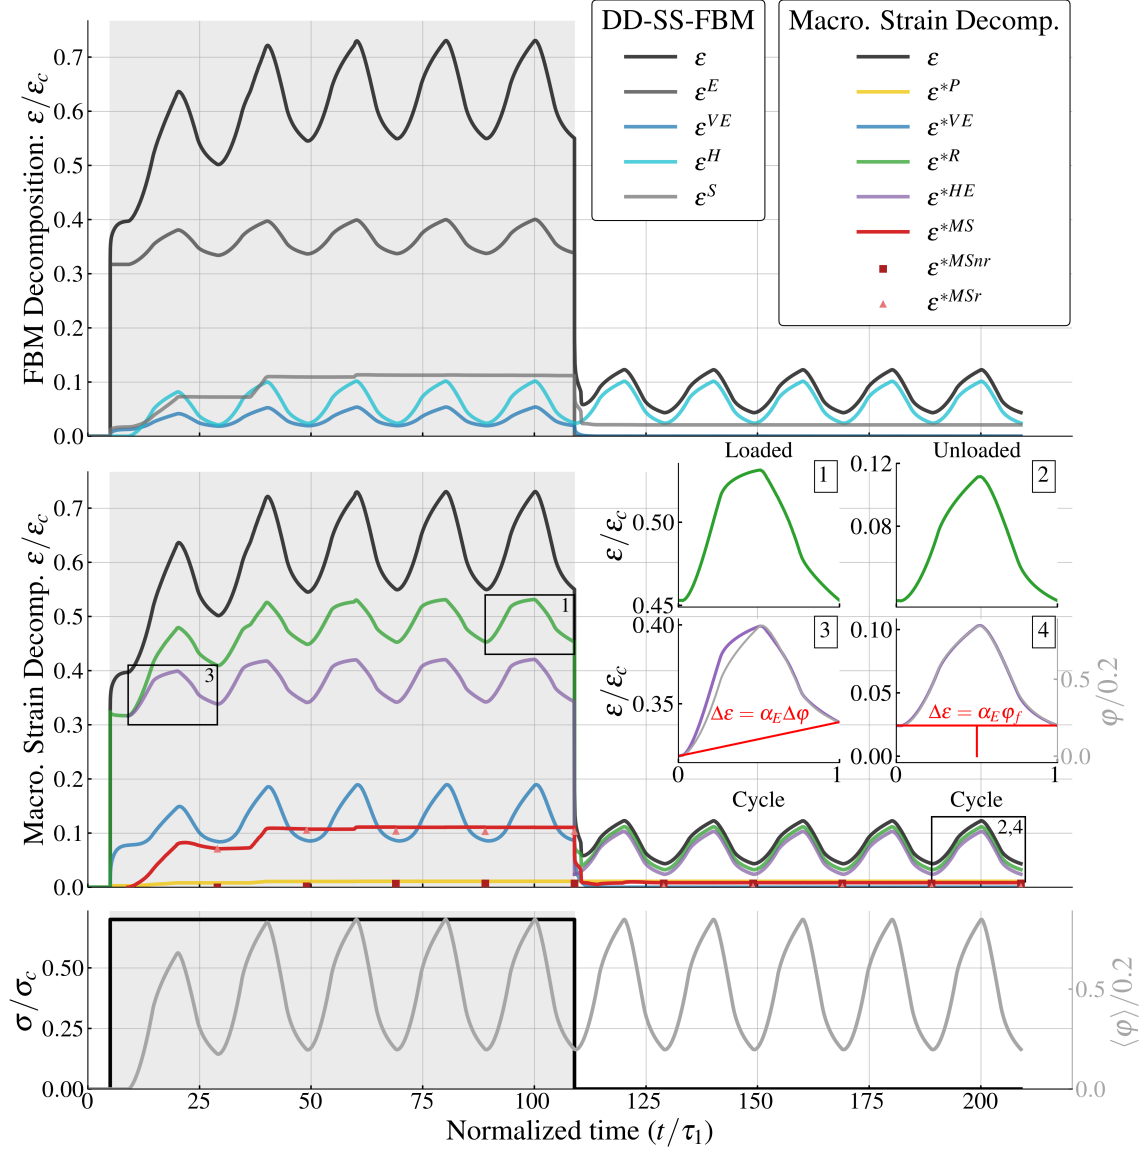 DD-SS-FBM
ε
ε^E
ε^VE
ε^H
ε^S
Macro. Strain Decomp.
ε
ε^*P
ε^*VE
ε^*R
ε^*HE
ε^*MS
ε^*MSnr
ε^*MSr
FBM Decomposition: ε/ε_c
0.7
0.6
0.5
0.4
0.3
0.2
0.1
0.0
Macro. Strain Decomp. ε/ε_c
0.7
0.6
0.5
0.4
0.3
0.2
0.1
0.0
1
3
2,4
Loaded
1
ε/ε_c
0.50
0.45
Unloaded
2
0.12
0.08
3
ε/ε_c
0.40
0.35
Δε = α_EΔφ
0
1
Cycle
4
0.10
0.05
0.00
Δε = α_Eφ_f
0
1
Cycle
0.5
0.0
φ/0.2
σ/σ_c
0.50
0.25
0.00
0.5
0.0
⟨φ⟩/0.2
0
25
50
75
100
125
150
175
200
Normalized time (t/τ_1)